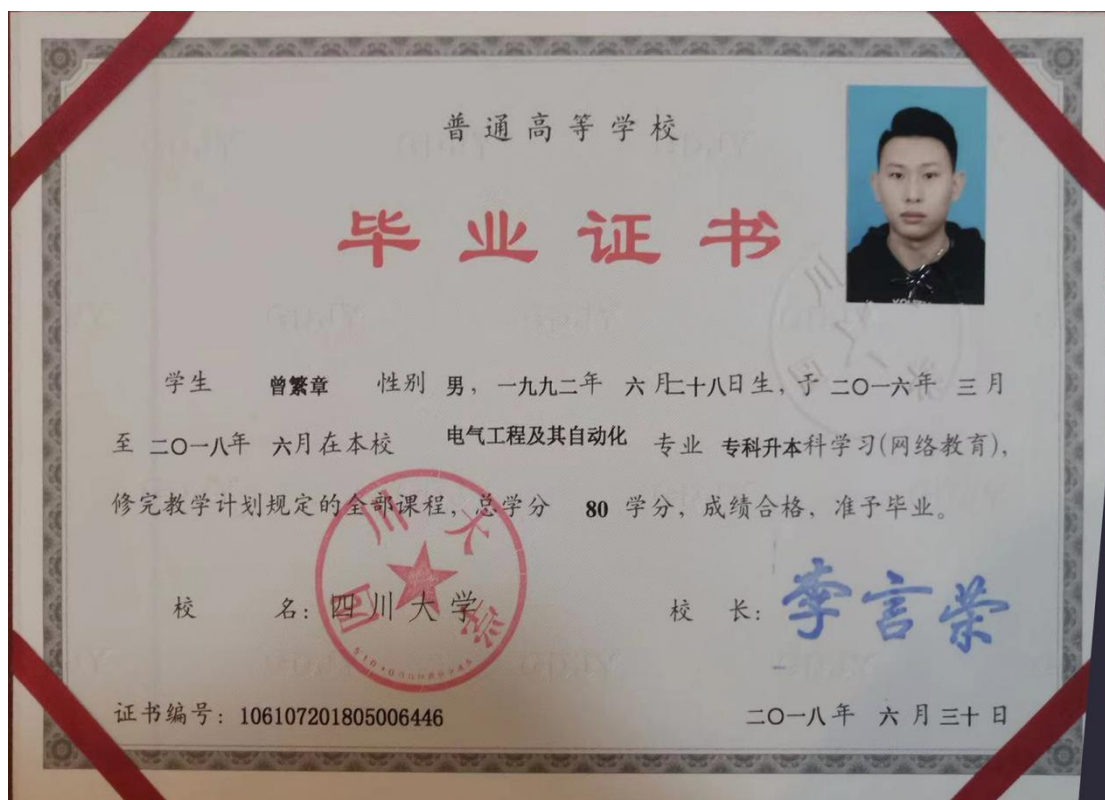 普通高等学校
毕业证书
学生 曾繁章 性别 男，一九九二年 六月二十八日生，于二〇一六年 三月
至二〇一八年 六月在本校 电气工程及其自动化 专业 专科升本科学习(网络教育)，
修完教学计划规定的全部课程，总学分 80 学分，成绩合格，准予毕业。
四川大学
校 名：四川大学
校 长：李言荣
证书编号：106107201805006446
二〇一八年 六月三十日